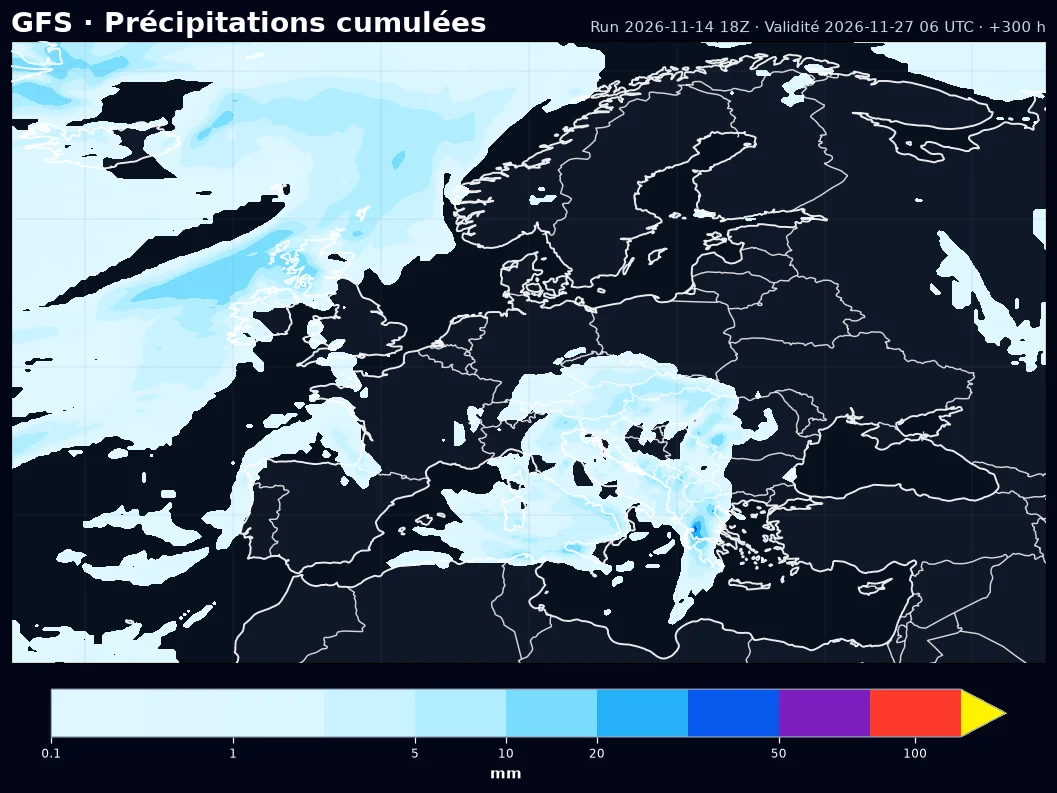 GFS · Précipitations cumulées
Run 2026-11-14 18Z · Validité 2026-11-27 06 UTC · +300 h
0.1 1 5 10 20 50 100
mm